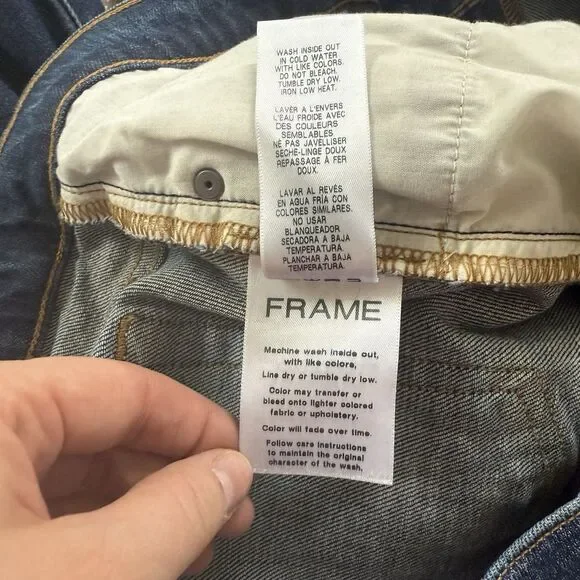 WASH INSIDE OUT
IN COLD WATER
WITH LIKE COLORS.
DO NOT BLEACH.
TUMBLE DRY LOW.
IRON LOW HEAT.
LAVER A L'ENVERS
L'EAU FROIDE AVEC
DES COULEURS
SEMBLABLES
NE PAS JAVELLISER
SECHE-LINGE DOUX
REPASSAGE À FER
DOUX.
LAVAR AL REVÉS
EN AGUA FRÍA CON
COLORES SIMILARES.
NO USAR
BLANQUEADOR
SECADORA A BAJA
TEMPERATURA.
PLANCHAR A BAJA
TEMPERATURA.
FRAME
Machine wash inside out,
with like colors,
Line dry or tumble dry low.
Color may transfer or
bleed onto lighter colored
fabric or upholstery.
Color will fade over time.
Follow care instructions
to maintain the original
character of the wash.